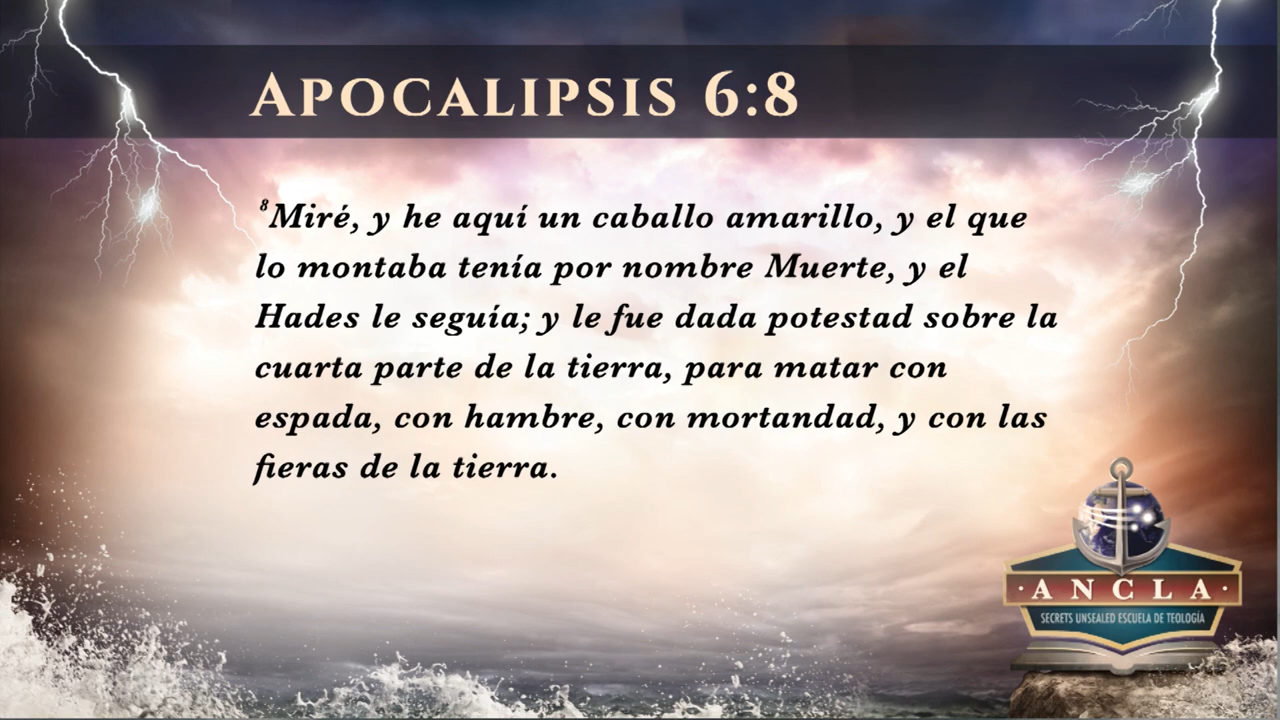 APOCALIPSIS 6:8
⁸Miré, y he aquí un caballo amarillo, y el que
lo montaba tenía por nombre Muerte, y el
Hades le seguía; y le fue dada potestad sobre la
cuarta parte de la tierra, para matar con
espada, con hambre, con mortandad, y con las
fieras de la tierra.
· A N C L A ·
SECRETS UNSEALED ESCUELA DE TEOLOGÍA